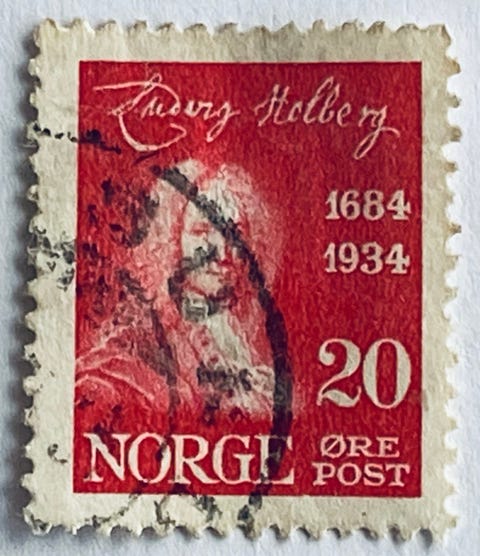 Ludvig Holberg
1684
1934
20
NORGE ØRE POST